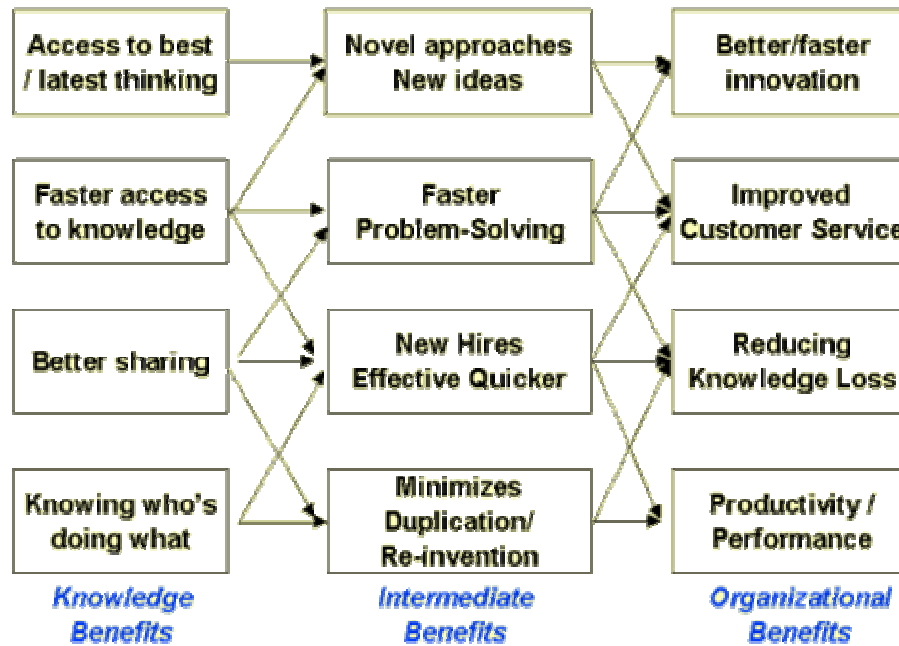 Access to best
/ latest thinking
Novel approaches
New ideas
Better/faster
innovation
Faster access
to knowledge
Faster
Problem-Solving
Improved
Customer Service
Better sharing
New Hires
Effective Quicker
Reducing
Knowledge Loss
Knowing who's
doing what
Minimizes
Duplication/
Re-invention
Productivity /
Performance
Knowledge
Benefits
Intermediate
Benefits
Organizational
Benefits